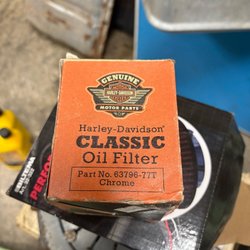 GENUINE
HARLEY-DAVIDSON
MOTOR PARTS
Harley-Davidson®
CLASSIC
Oil Filter
Part No. 63796-77T
Chrome